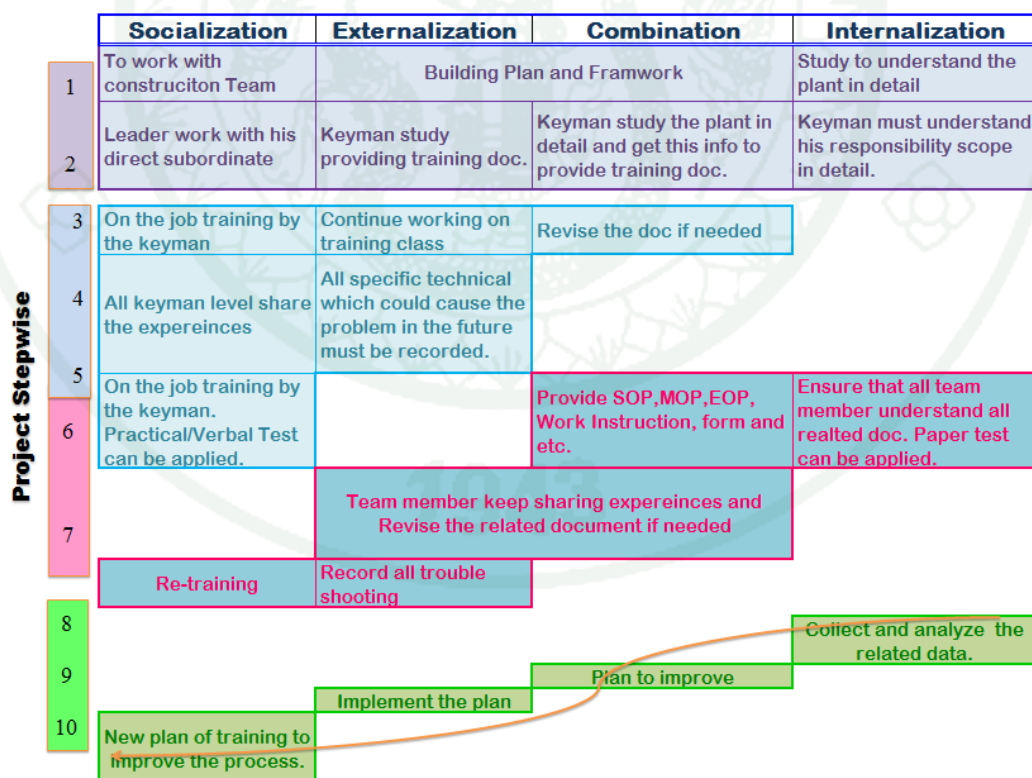 Socialization Externalization Combination Internalization
Project Stepwise
1
To work with
construciton Team
Building Plan and Framwork
Study to understand the
plant in detail
2
Leader work with his
direct subordinate
Keyman study
providing training doc.
Keyman study the plant in
detail and get this info to
provide training doc.
Keyman must understand
his responsibility scope
in detail.
3
On the job training by
the keyman
Continue working on
training class
Revise the doc if needed
4
All keyman level share
the expereinces
All specific technical
which could cause the
problem in the future
must be recorded.
5
6
On the job training by
the keyman.
Practical/Verbal Test
can be applied.
Provide SOP,MOP,EOP,
Work Instruction, form and
etc.
Ensure that all team
member understand all
realted doc. Paper test
can be applied.
7
Team member keep sharing expereinces and
Revise the related document if needed
1943
Re-training
Record all trouble
shooting
8
Collect and analyze the
related data.
9
Plan to improve
Implement the plan
10
New plan of training to
improve the process.